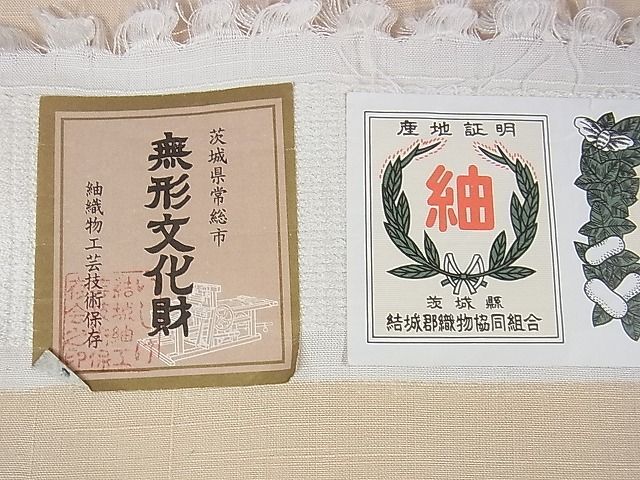 茨城県常総市
無形文化財
紬織物工芸技術保存
産地証明
紬
茨城縣
結城郡織物協同組合